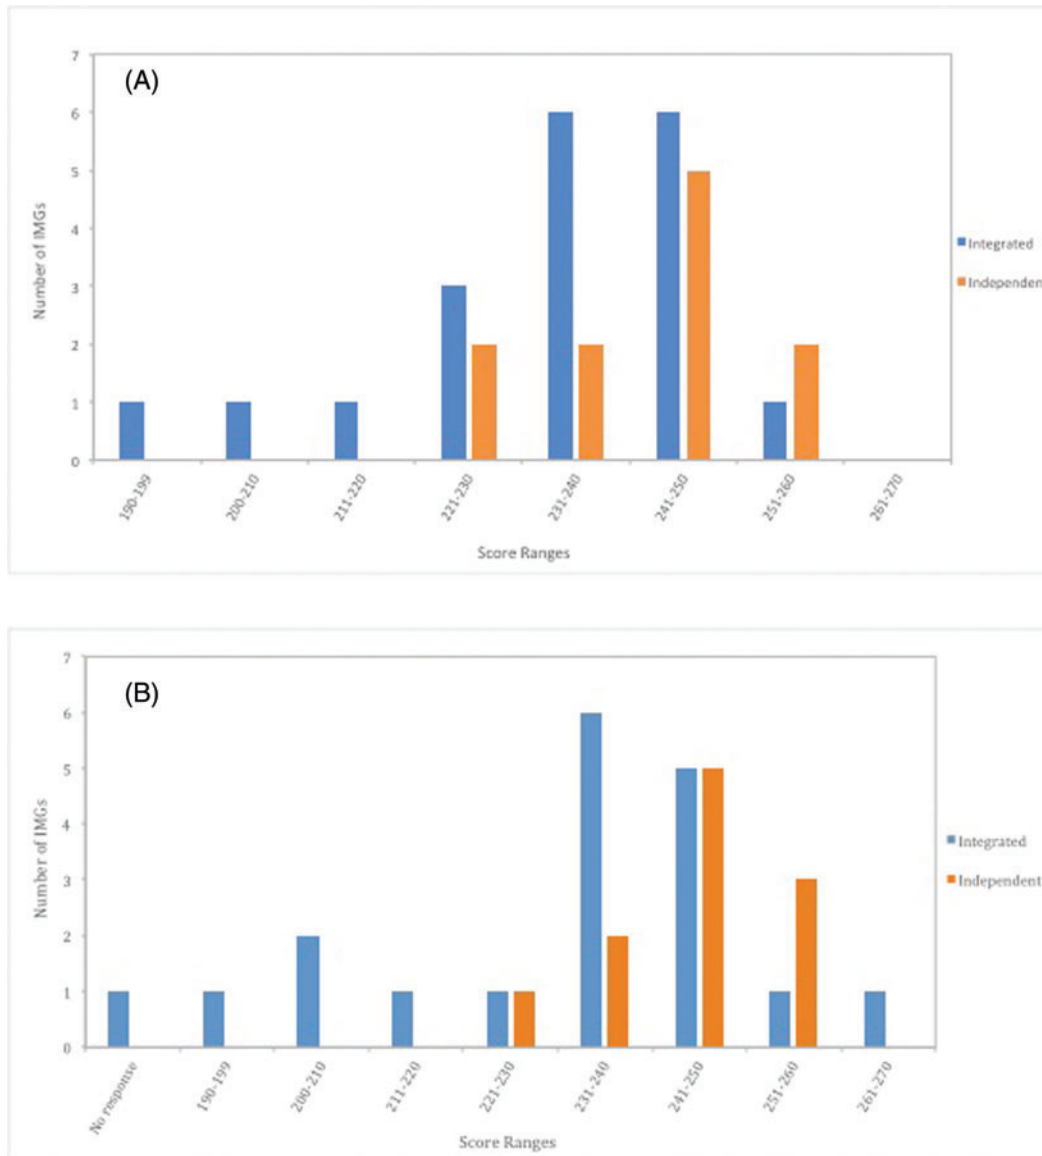 (A)
7
6
5
4
3
2
1
0
Number of IMGs
190-199
200-210
211-220
221-230
231-240
241-250
251-260
261-270
Score Ranges
Integrated
Independen
(B)
7
6
5
4
3
2
1
0
Number of IMGs
No response
190-199
200-210
211-220
221-230
231-240
241-250
251-260
261-270
Score Ranges
Integrated
Independent